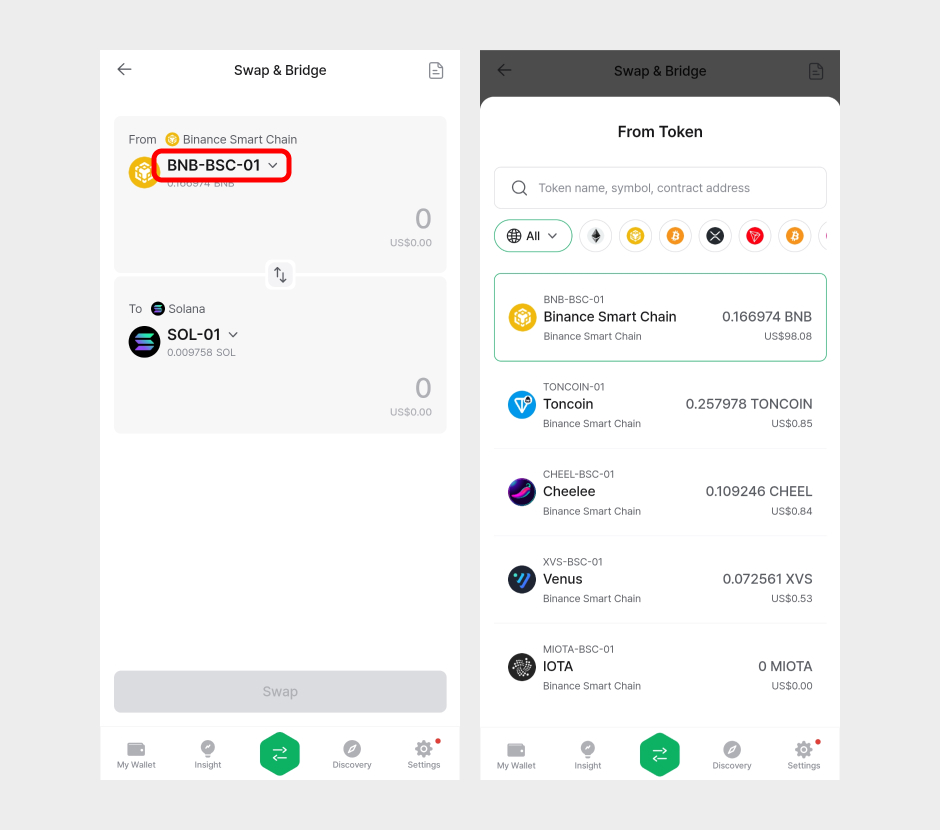 Swap & Bridge
From Binance Smart Chain
BNB-BSC-01
0.166974 BNB
0
US$0.00
To Solana
SOL-01
0.009758 SOL
0
US$0.00
Swap
My Wallet Insight Discovery Settings
Swap & Bridge
From Token
Token name, symbol, contract address
All
BNB-BSC-01
Binance Smart Chain 0.166974 BNB
Binance Smart Chain US$98.08
TONCOIN-01
Toncoin 0.257978 TONCOIN
Binance Smart Chain US$0.85
CHEEL-BSC-01
Cheelee 0.109246 CHEEL
Binance Smart Chain US$0.84
XVS-BSC-01
Venus 0.072561 XVS
Binance Smart Chain US$0.53
MIOTA-BSC-01
IOTA 0 MIOTA
Binance Smart Chain US$0.00
My Wallet Insight Discovery Settings